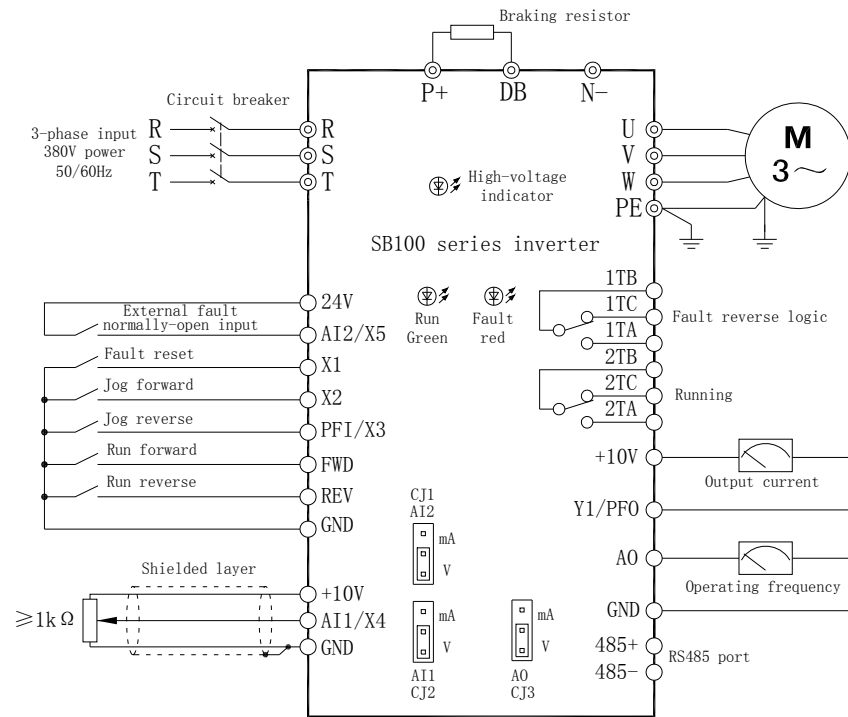 Braking resistor
P+
DB
N-
Circuit breaker
3-phase input
380V power
50/60Hz
R
S
T
R
S
T
U
V
W
PE
M
3～
High-voltage
indicator
SB100 series inverter
Run
Green
Fault
red
24V
External fault
normally-open input
AI2/X5
Fault reset
X1
Jog forward
X2
Jog reverse
PFI/X3
Run forward
FWD
Run reverse
REV
GND
1TB
1TC
1TA
Fault reverse logic
2TB
2TC
2TA
Running
+10V
Output current
Y1/PFO
AO
Operating frequency
GND
485+
485-
RS485 port
CJ1
AI2
mA
V
Shielded layer
≥1kΩ
+10V
AI1/X4
GND
mA
V
AI1
CJ2
mA
V
AO
CJ3